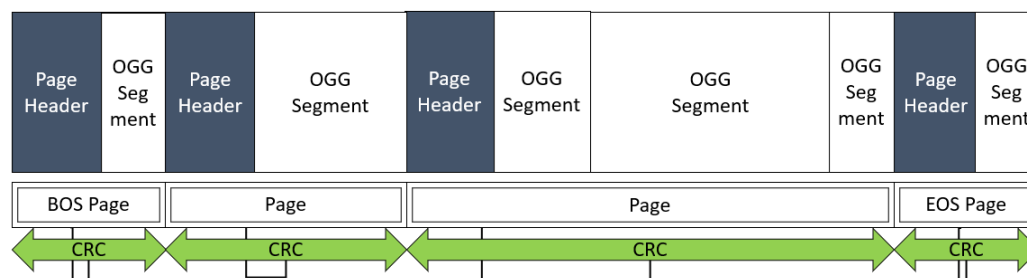 Page
Header
OGG
Seg
ment
Page
Header
OGG
Segment
Page
Header
OGG
Segment
OGG
Segment
OGG
Seg
ment
Page
Header
OGG
Seg
ment
BOS Page
Page
Page
EOS Page
CRC
CRC
CRC
CRC